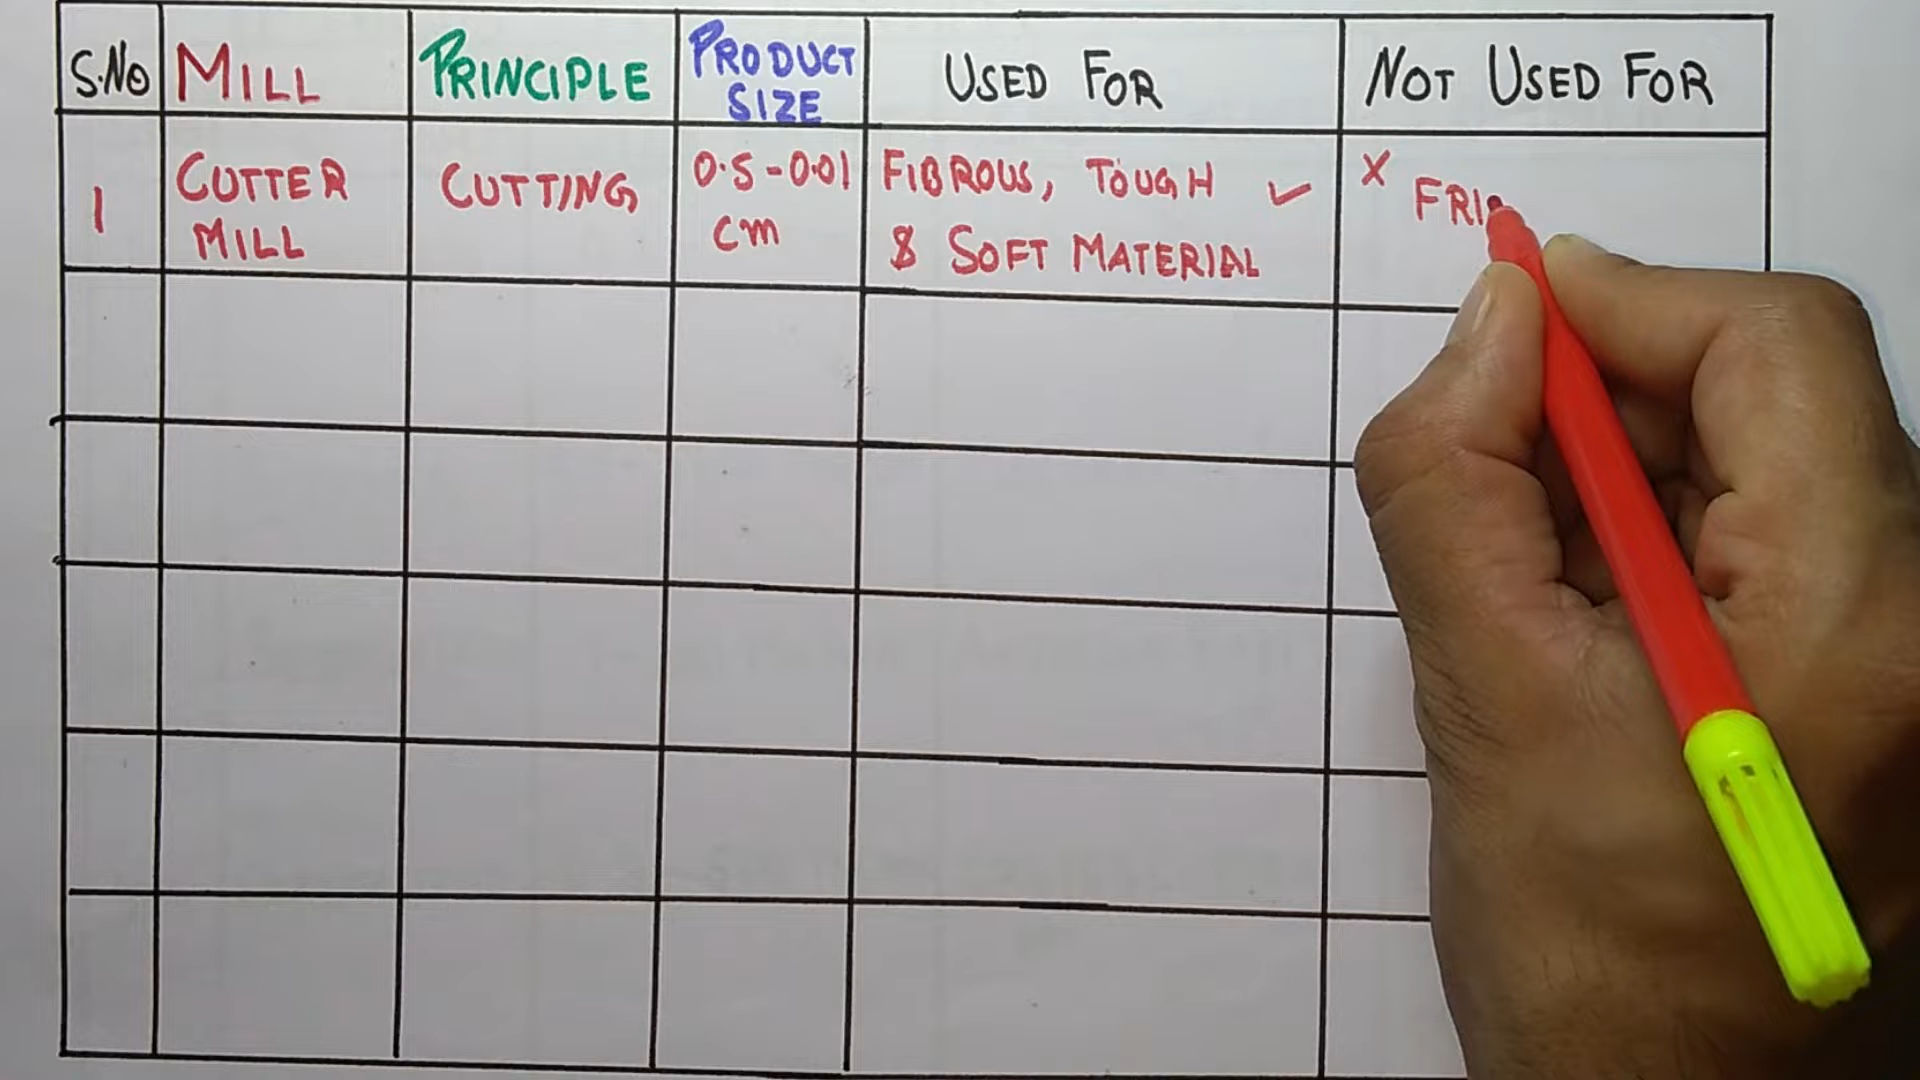 S.NO MILL PRINCIPLE PRODUCT SIZE USED FOR NOT USED FOR
1 CUTTER MILL CUTTING 0.5-0.01 cm FIBROUS, TOUGH ✓ & SOFT MATERIAL X FRI